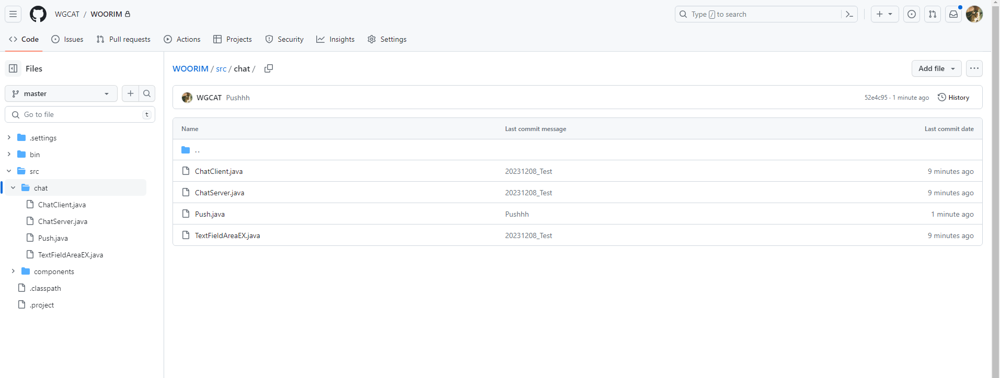 WGCAT / WOORIM
Type / to search
Code Issues Pull requests Actions Projects Security Insights Settings
Files
master
Go to file t
.settings
bin
src
chat
ChatClient.java
ChatServer.java
Push.java
TextFieldAreaEX.java
components
.classpath
.project
WOORIM / src / chat /
Add file
WGCAT Pushhh 52e4c95 · 1 minute ago History
Name Last commit message Last commit date
..
ChatClient.java 20231208_Test 9 minutes ago
ChatServer.java 20231208_Test 9 minutes ago
Push.java Pushhh 1 minute ago
TextFieldAreaEX.java 20231208_Test 9 minutes ago